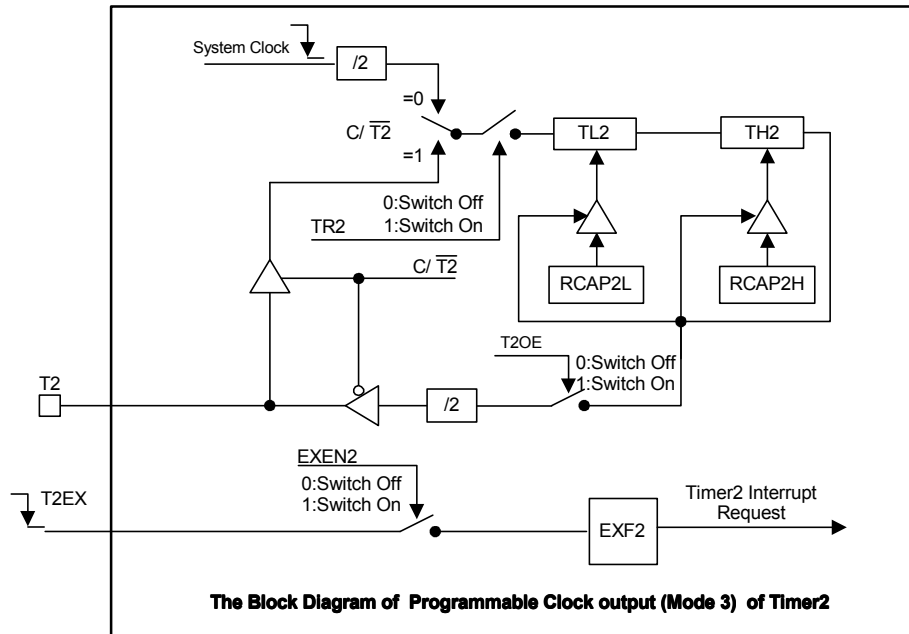 System Clock
/2
=0
C/ T2
=1
TL2
TH2
0:Switch Off
1:Switch On
TR2
C/ T2
RCAP2L
RCAP2H
T2OE
0:Switch Off
1:Switch On
T2
/2
EXEN2
0:Switch Off
1:Switch On
T2EX
EXF2
Timer2 Interrupt
Request
The Block Diagram of Programmable Clock output (Mode 3) of Timer2